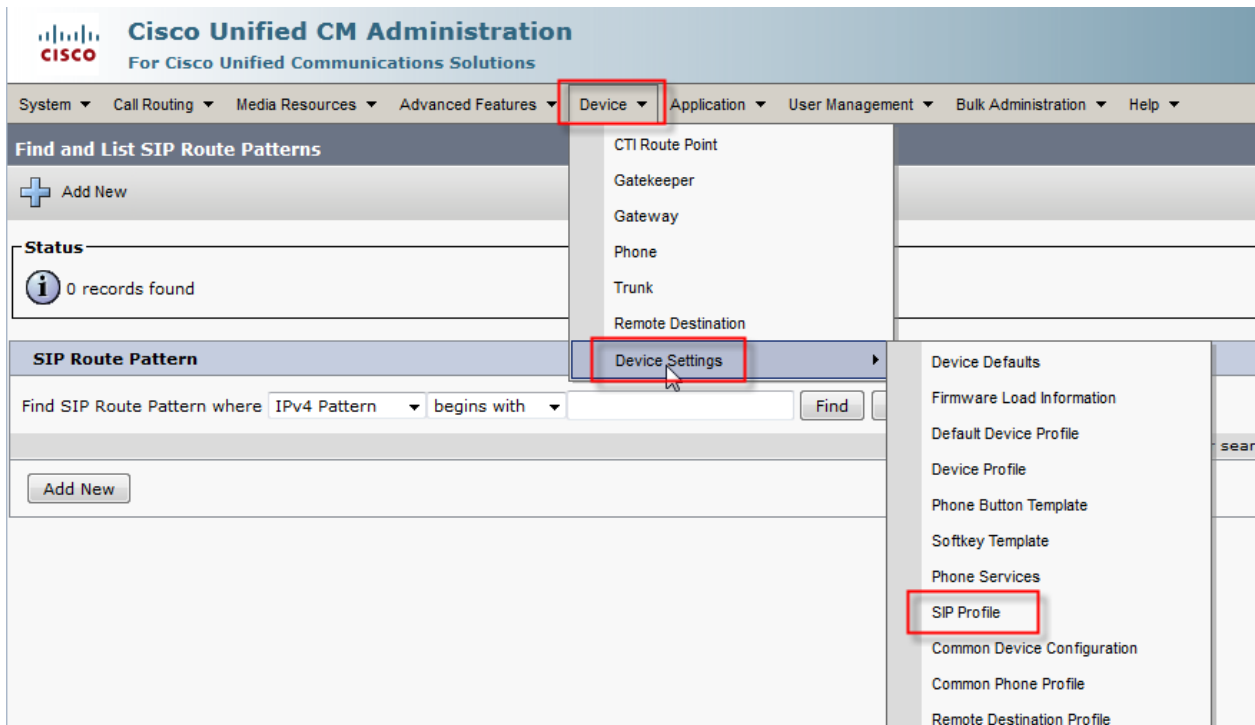 Cisco Unified CM Administration
CISCO
For Cisco Unified Communications Solutions
System Call Routing Media Resources Advanced Features Device Application User Management Bulk Administration Help
Find and List SIP Route Patterns
CTI Route Point
Add New
Gatekeeper
Gateway
Status
Phone
0 records found
Trunk
Remote Destination
SIP Route Pattern
Device Settings
Device Defaults
Find SIP Route Pattern where IPv4 Pattern begins with Find
Firmware Load Information
Default Device Profile
Device Profile
Add New
Phone Button Template
Softkey Template
Phone Services
SIP Profile
Common Device Configuration
Common Phone Profile
Remote Destination Profile